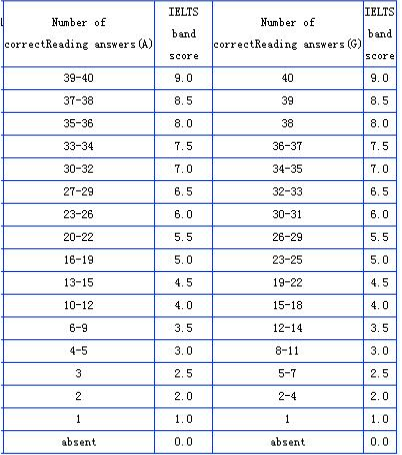 Number of correctReading answers(A) IELTS band score Number of correctReading answers(G) IELTS band score
39-40 9.0 40 9.0
37-38 8.5 39 8.5
35-36 8.0 38 8.0
33-34 7.5 36-37 7.5
30-32 7.0 34-35 7.0
27-29 6.5 32-33 6.5
23-26 6.0 30-31 6.0
20-22 5.5 26-29 5.5
16-19 5.0 23-25 5.0
13-15 4.5 19-22 4.5
10-12 4.0 15-18 4.0
6-9 3.5 12-14 3.5
4-5 3.0 8-11 3.0
3 2.5 5-7 2.5
2 2.0 2-4 2.0
1 1.0 1 1.0
absent 0.0 absent 0.0